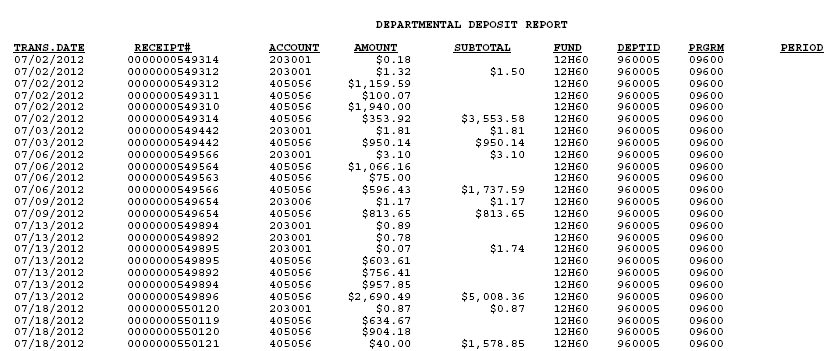 DEPARTMENTAL DEPOSIT REPORT
TRANS.DATE RECEIPT# ACCOUNT AMOUNT SUBTOTAL FUND DEPTID PRGRM PERIOD
07/02/2012 0000000549314 203001 $0.18 12H60 960005 09600
07/02/2012 0000000549312 203001 $1.32 $1.50 12H60 960005 09600
07/02/2012 0000000549312 405056 $1,159.59 12H60 960005 09600
07/02/2012 0000000549311 405056 $100.07 12H60 960005 09600
07/02/2012 0000000549310 405056 $1,940.00 12H60 960005 09600
07/02/2012 0000000549314 405056 $353.92 $3,553.58 12H60 960005 09600
07/03/2012 0000000549442 203001 $1.81 $1.81 12H60 960005 09600
07/03/2012 0000000549442 405056 $950.14 $950.14 12H60 960005 09600
07/06/2012 0000000549566 203001 $3.10 $3.10 12H60 960005 09600
07/06/2012 0000000549564 405056 $1,066.16 12H60 960005 09600
07/06/2012 0000000549563 405056 $75.00 12H60 960005 09600
07/06/2012 0000000549566 405056 $596.43 $1,737.59 12H60 960005 09600
07/09/2012 0000000549654 203006 $1.17 $1.17 12H60 960005 09600
07/09/2012 0000000549654 405056 $813.65 $813.65 12H60 960005 09600
07/13/2012 0000000549894 203001 $0.89 12H60 960005 09600
07/13/2012 0000000549892 203001 $0.78 12H60 960005 09600
07/13/2012 0000000549895 203001 $0.07 $1.74 12H60 960005 09600
07/13/2012 0000000549895 405056 $603.61 12H60 960005 09600
07/13/2012 0000000549892 405056 $756.41 12H60 960005 09600
07/13/2012 0000000549894 405056 $957.85 12H60 960005 09600
07/13/2012 0000000549896 405056 $2,690.49 $5,008.36 12H60 960005 09600
07/18/2012 0000000550120 203001 $0.87 $0.87 12H60 960005 09600
07/18/2012 0000000550119 405056 $634.67 12H60 960005 09600
07/18/2012 0000000550120 405056 $904.18 12H60 960005 09600
07/18/2012 0000000550121 405056 $40.00 $1,578.85 12H60 960005 09600